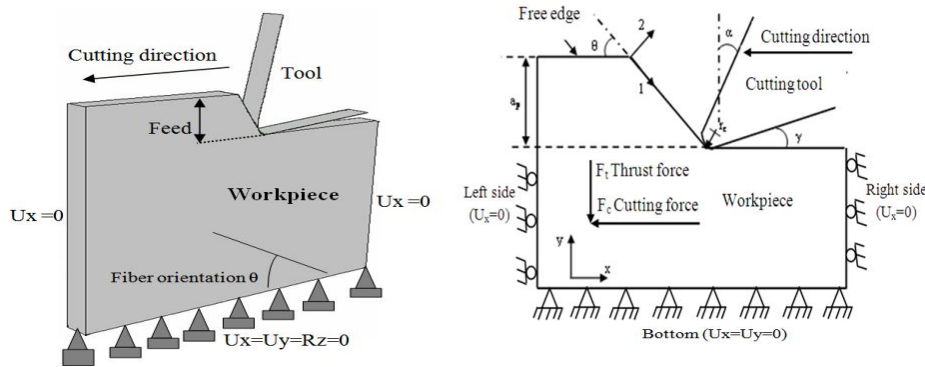 Cutting direction
Tool
Feed
Workpiece
Ux =0
Ux =0
Fiber orientation θ
Ux=Uy=Rz=0
Free edge
θ
2
α
Cutting direction
1
Cutting tool
γ
Left side
(Ux=0)
Ft Thrust force
Fc Cutting force
Workpiece
Right side
(Ux=0)
y
x
Bottom (Ux=Uy=0)